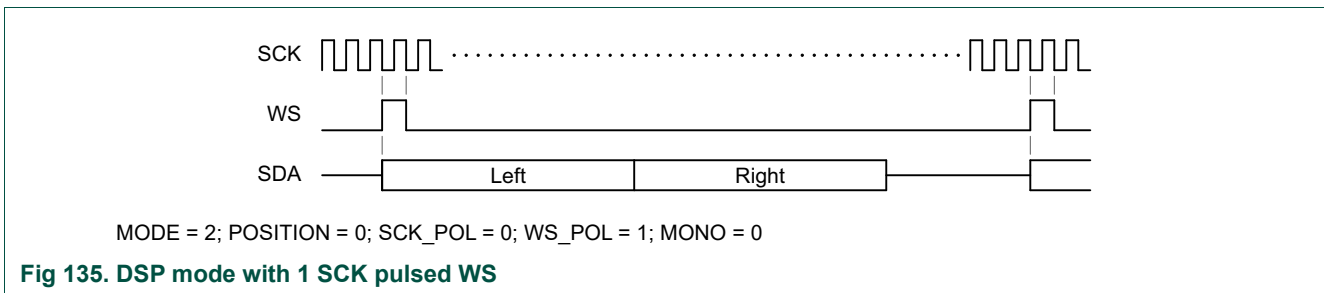 SCK
WS
SDA
Left Right
MODE = 2; POSITION = 0; SCK_POL = 0; WS_POL = 1; MONO = 0
Fig 135. DSP mode with 1 SCK pulsed WS